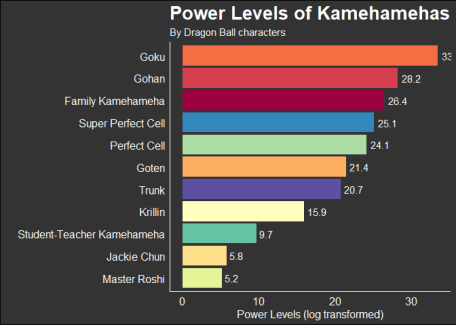 Power Levels of Kamehamehas
By Dragon Ball characters
Goku
Gohan 28.2
Family Kamehameha 26.4
Super Perfect Cell 25.1
Perfect Cell 24.1
Goten 21.4
Trunk 20.7
Krillin 15.9
Student-Teacher Kamehameha 9.7
Jackie Chun 5.8
Master Roshi 5.2
0 10 20 30
Power Levels (log transformed)